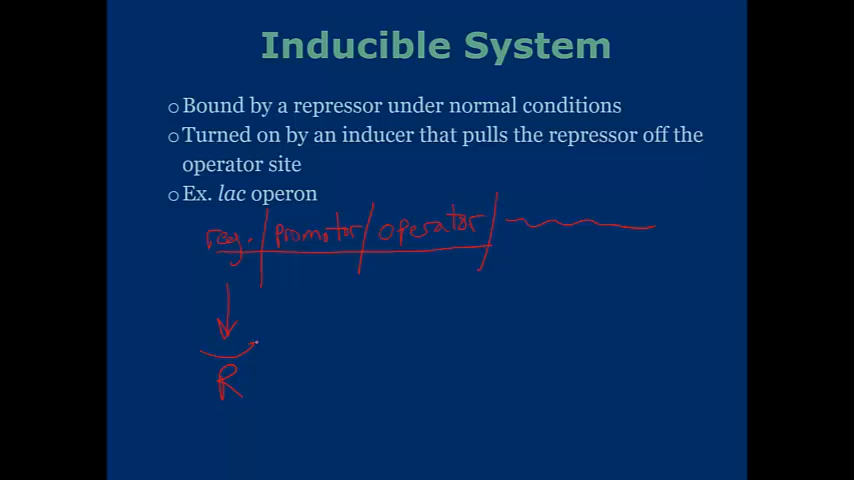 Inducible System
Bound by a repressor under normal conditions
Turned on by an inducer that pulls the repressor off the
operator site
Ex. lac operon
reg. promotor operator
R